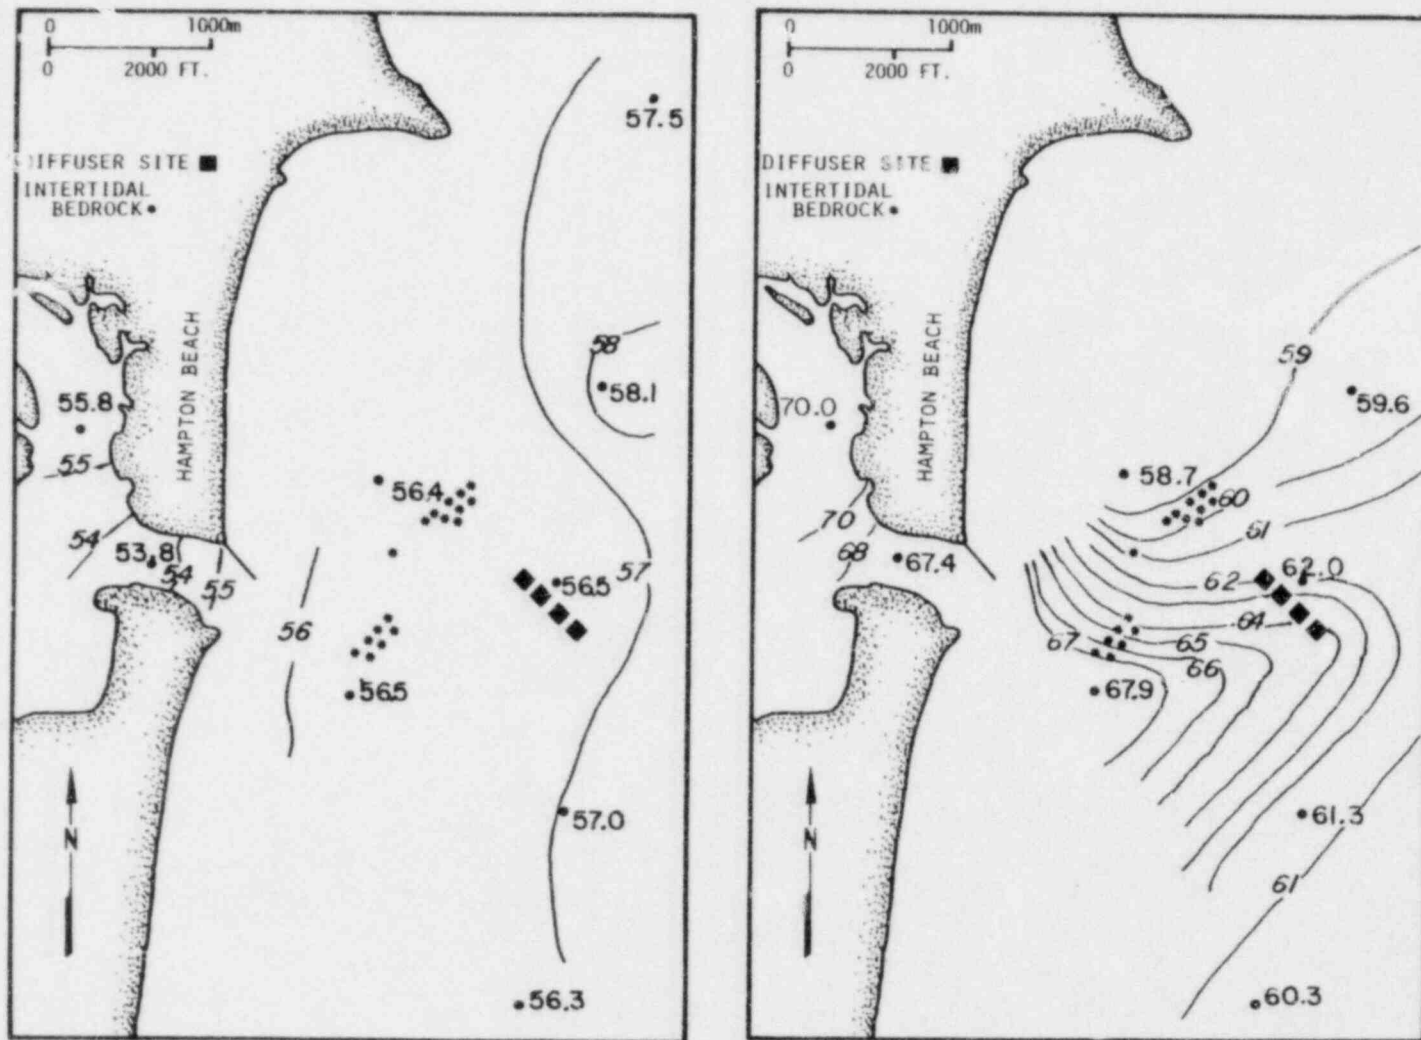 0 1000m
0 2000 FT.
DIFFUSER SITE
INTERTIDAL
BEDROCK
57.5
HAMPTON BEACH
58
58.1
55.8
55
56.4
54
53.8
54
55
56.5
57
56
56.5
57.0
N
56.3
0 1000m
0 2000 FT.
DIFFUSER SITE
INTERTIDAL
BEDROCK
HAMPTON BEACH
59
59.6
70.0
58.7
60
70
61
68
67.4
62
62.0
64
67
65
66
67.9
61.3
N
61
60.3